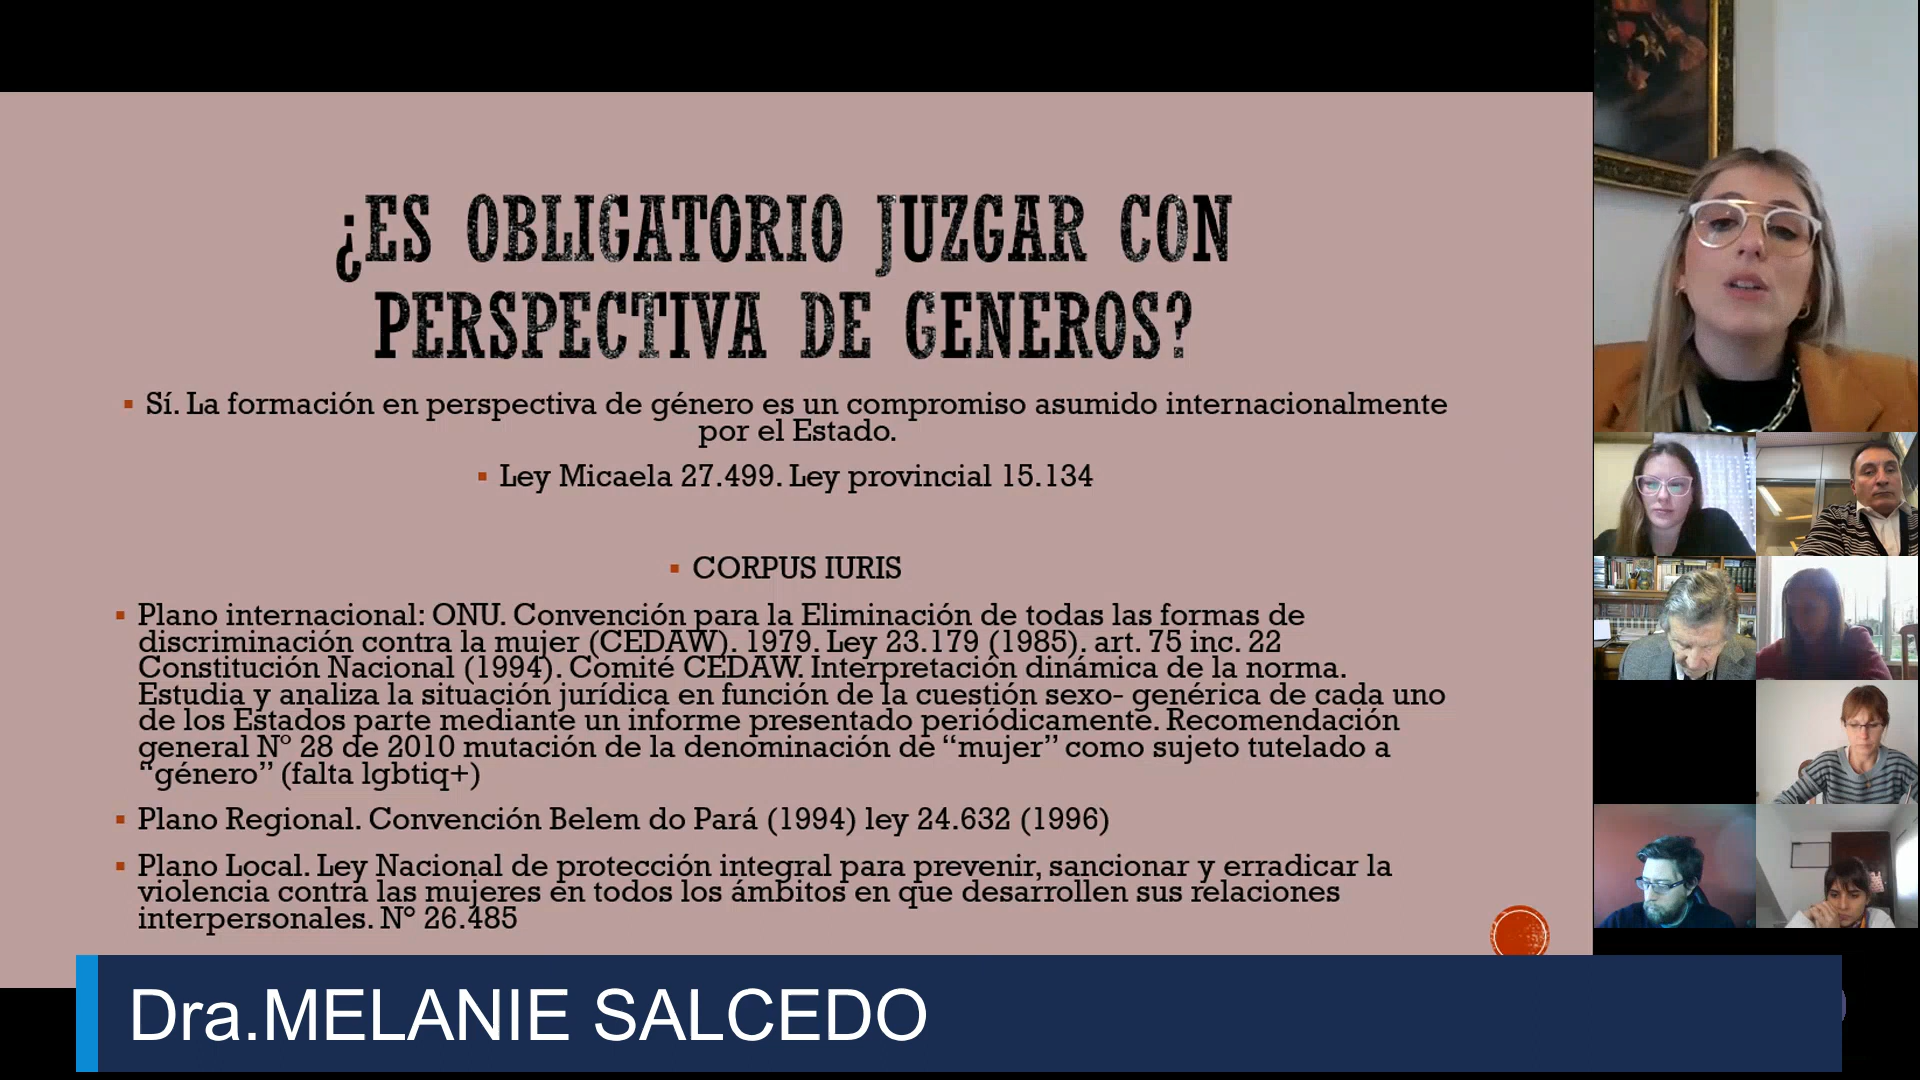 ¿ES OBLIGATORIO JUZGAR CON
PERSPECTIVA DE GENEROS?
▪ Sí. La formación en perspectiva de género es un compromiso asumido internacionalmente
por el Estado.
▪ Ley Micaela 27.499. Ley provincial 15.134
▪ CORPUS IURIS
▪ Plano internacional: ONU. Convención para la Eliminación de todas las formas de
discriminación contra la mujer (CEDAW). 1979. Ley 23.179 (1985). art. 75 inc. 22
Constitución Nacional (1994). Comité CEDAW. Interpretación dinámica de la norma.
Estudia y analiza la situación jurídica en función de la cuestión sexo- genérica de cada uno
de los Estados parte mediante un informe presentado periódicamente. Recomendación
general N° 28 de 2010 mutación de la denominación de “mujer” como sujeto tutelado a
“género” (falta lgbtiq+)
▪ Plano Regional. Convención Belem do Pará (1994) ley 24.632 (1996)
▪ Plano Local. Ley Nacional de protección integral para prevenir, sancionar y erradicar la
violencia contra las mujeres en todos los ámbitos en que desarrollen sus relaciones
interpersonales. N° 26.485
Dra.MELANIE SALCEDO